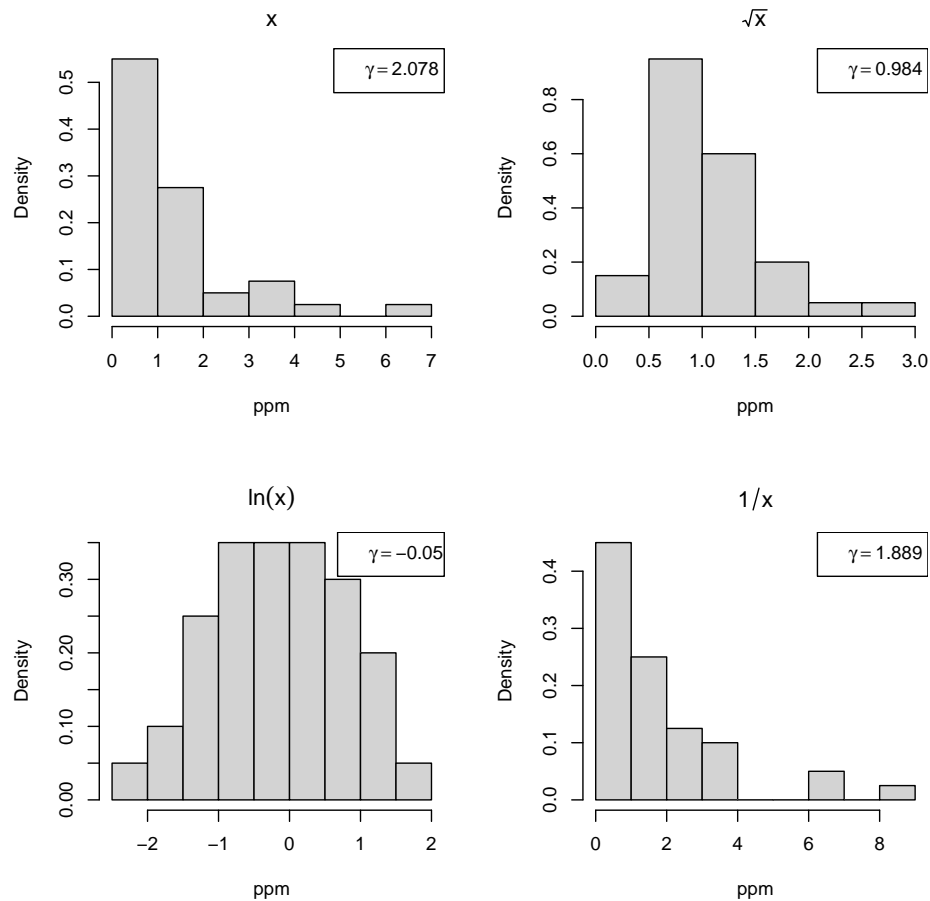 x
γ = 2.078
Density
0.0 0.1 0.2 0.3 0.5
0 1 2 3 4 5 6 7
ppm
√x
γ = 0.984
Density
0.0 0.2 0.4 0.6 0.8
0.0 0.5 1.0 1.5 2.0 2.5 3.0
ppm
ln(x)
γ = −0.05
Density
0.00 0.10 0.20 0.30
−2 −1 0 1 2
ppm
1/x
γ = 1.889
Density
0.0 0.1 0.2 0.3 0.4
0 2 4 6 8
ppm